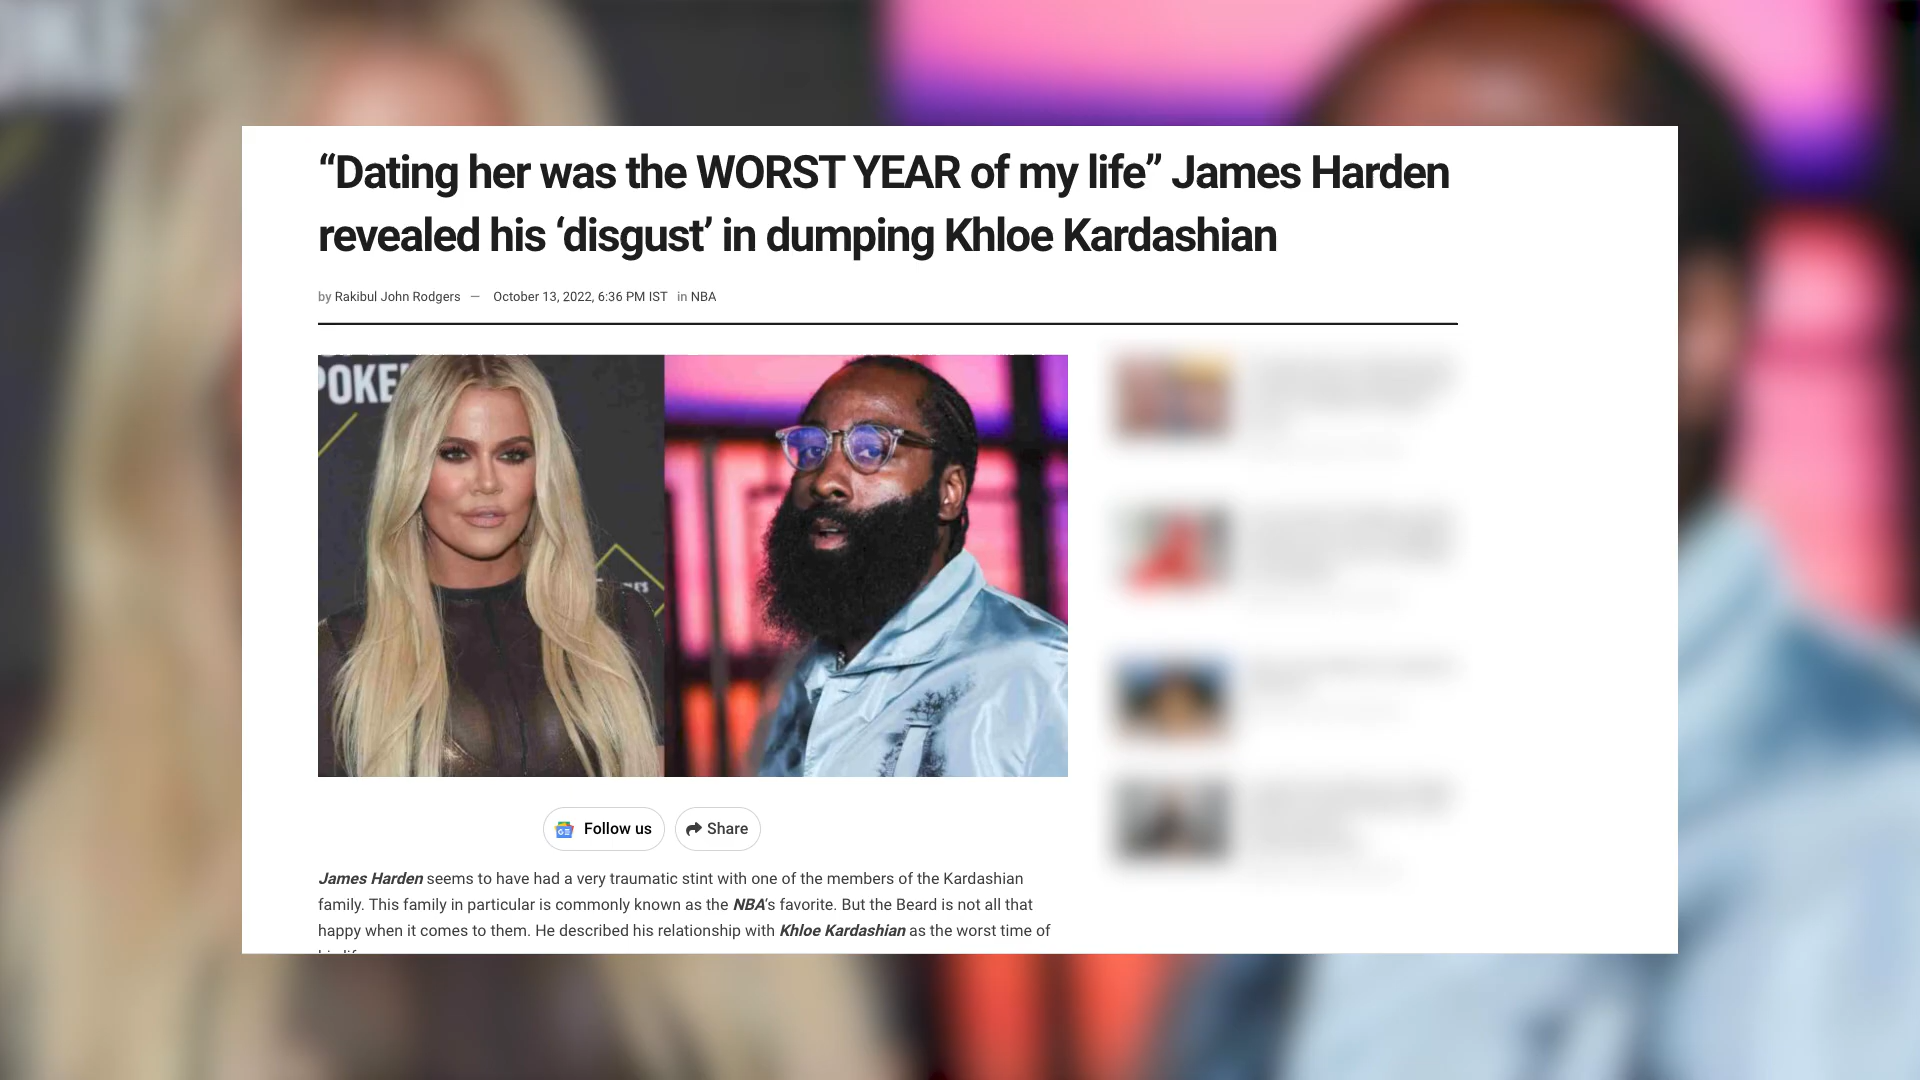 “Dating her was the WORST YEAR of my life” James Harden
revealed his ‘disgust’ in dumping Khloe Kardashian
by Rakibul John Rodgers — October 13, 2022, 6:36 PM IST in NBA
POKE
Follow us
Share
James Harden seems to have had a very traumatic stint with one of the members of the Kardashian
family. This family in particular is commonly known as the NBA’s favorite. But the Beard is not all that
happy when it comes to them. He described his relationship with Khloe Kardashian as the worst time of